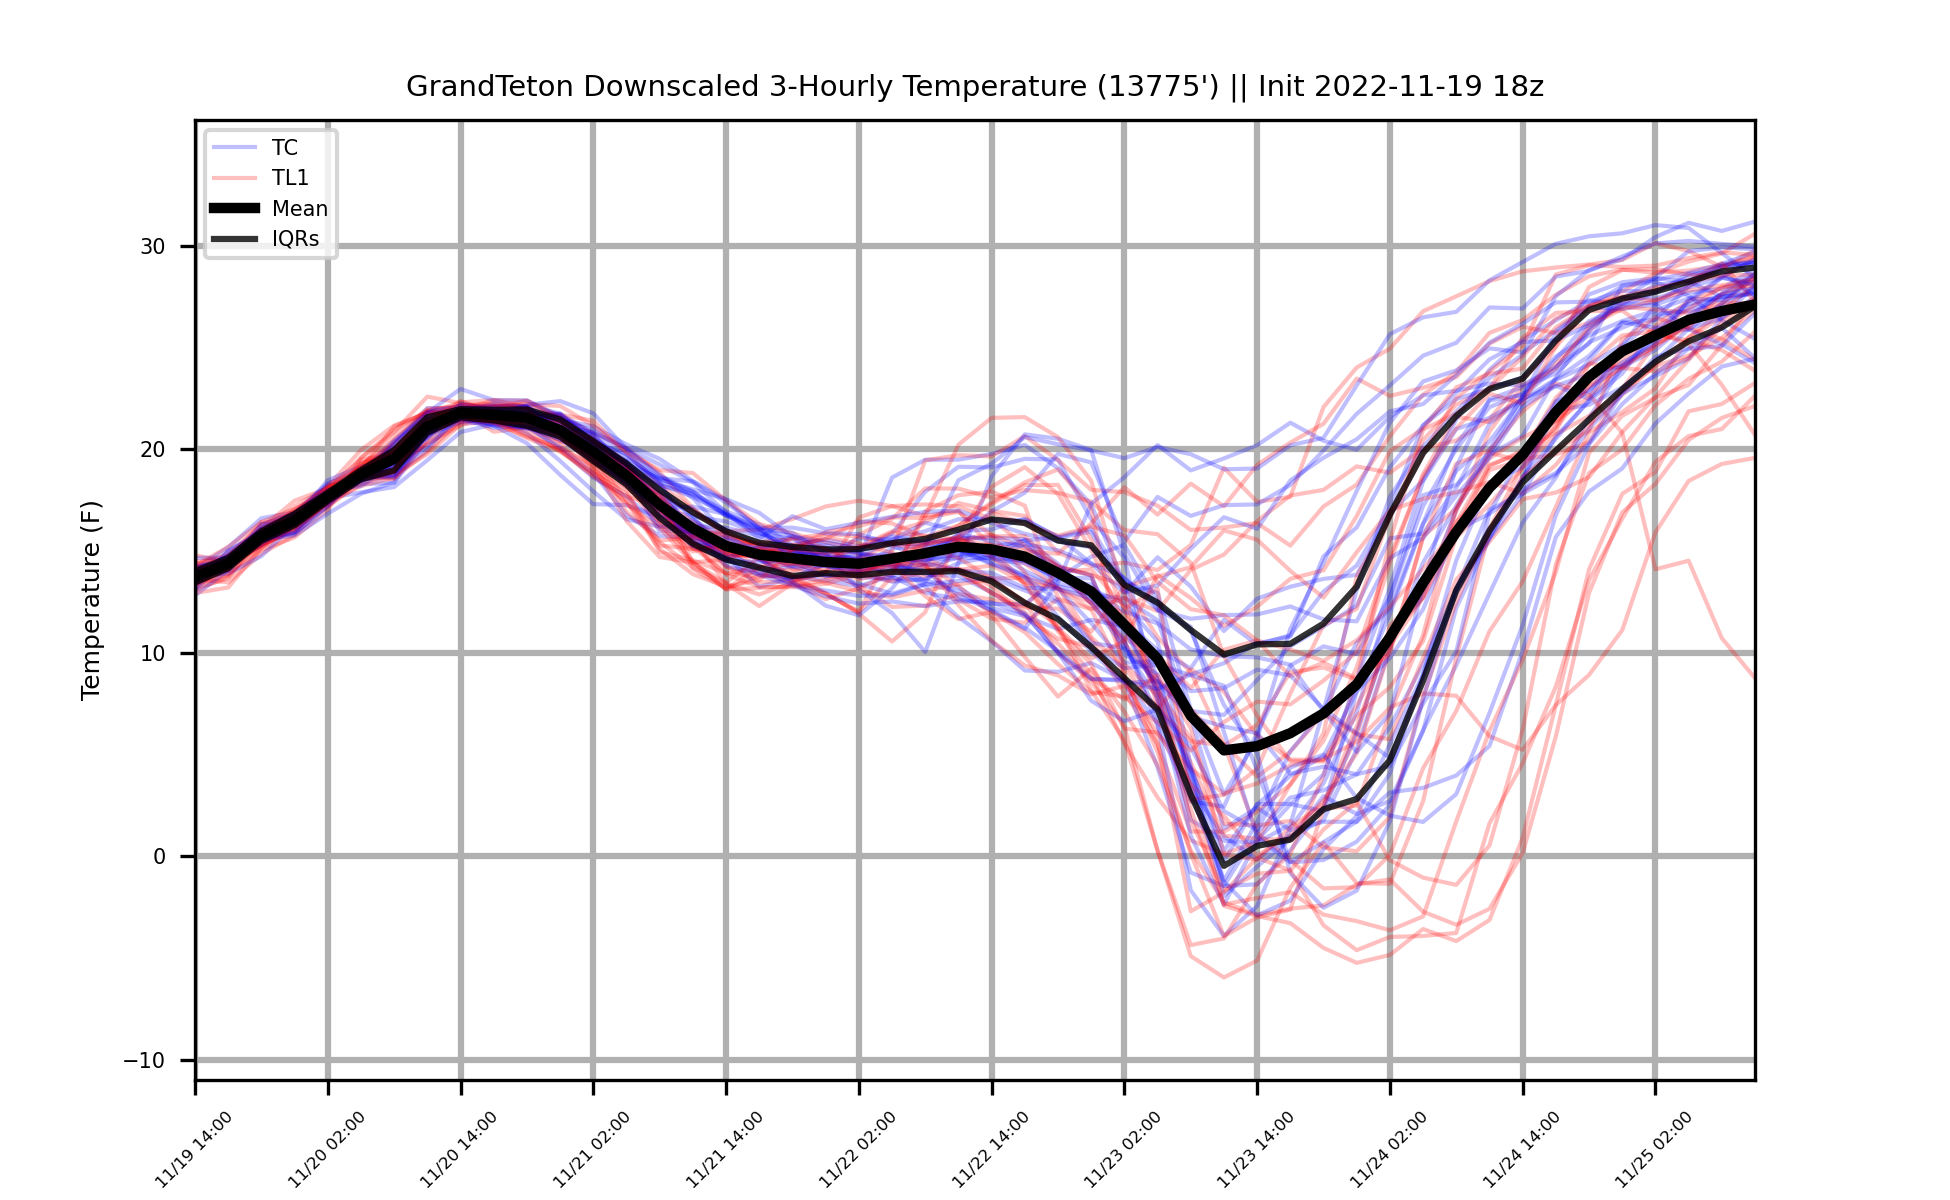 GrandTeton Downscaled 3-Hourly Temperature (13775') || Init 2022-11-19 18z
TC
TL1
Mean
IQRs
Temperature (F)
30
20
10
0
−10
11/19 14:00
11/20 02:00
11/20 14:00
11/21 02:00
11/21 14:00
11/22 02:00
11/22 14:00
11/23 02:00
11/23 14:00
11/24 02:00
11/24 14:00
11/25 02:00